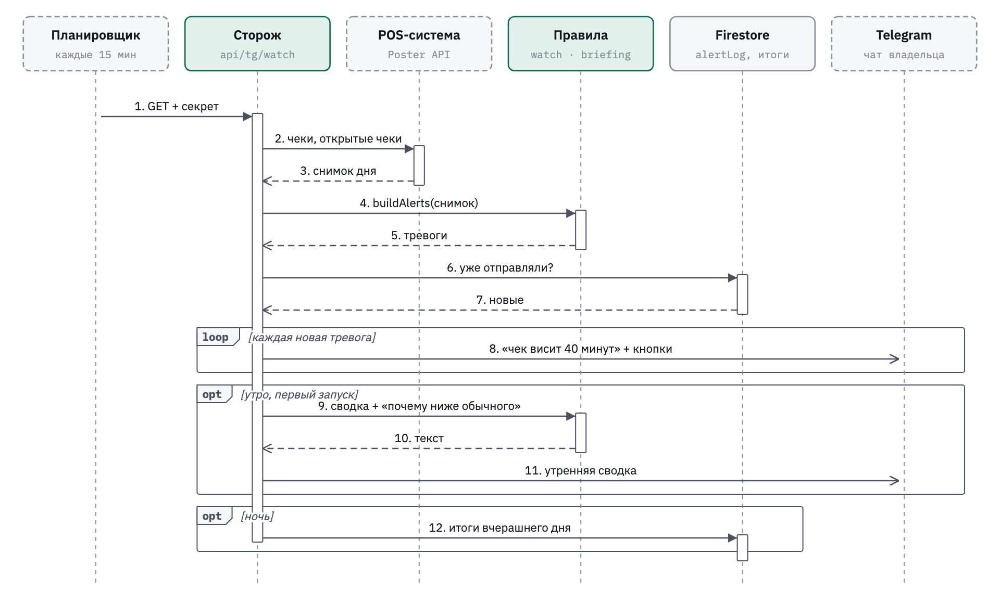 Планировщик
каждые 15 мин
Сторож
api/tg/watch
POS-система
Poster API
Правила
watch · briefing
Firestore
alertLog, итоги
Telegram
чат владельца
1. GET + секрет
2. чеки, открытые чеки
3. снимок дня
4. buildAlerts(снимок)
5. тревоги
6. уже отправляли?
7. новые
loop [каждая новая тревога]
8. «чек висит 40 минут» + кнопки
opt [утро, первый запуск]
9. сводка + «почему ниже обычного»
10. текст
11. утренняя сводка
opt [ночь]
12. итоги вчерашнего дня